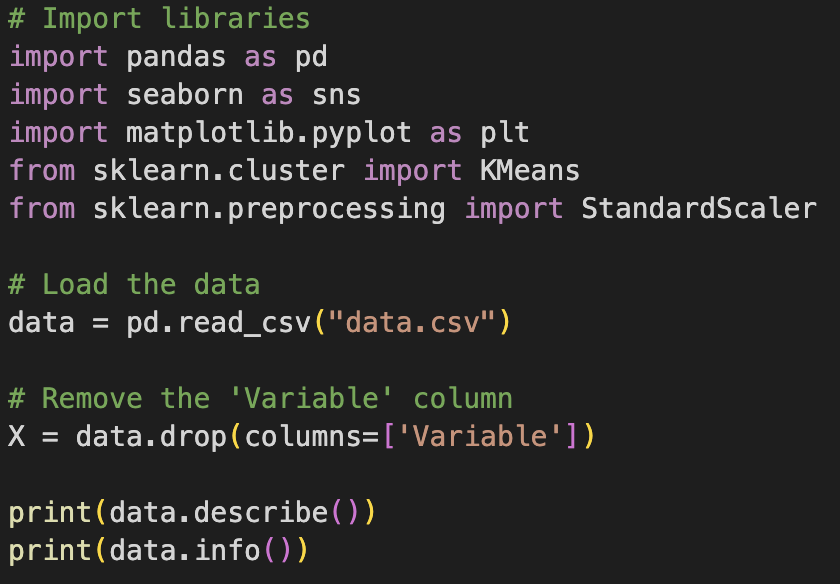 # Import libraries
import pandas as pd
import seaborn as sns
import matplotlib.pyplot as plt
from sklearn.cluster import KMeans
from sklearn.preprocessing import StandardScaler
# Load the data
data = pd.read_csv("data.csv")
# Remove the 'Variable' column
X = data.drop(columns=['Variable'])
print(data.describe())
print(data.info())